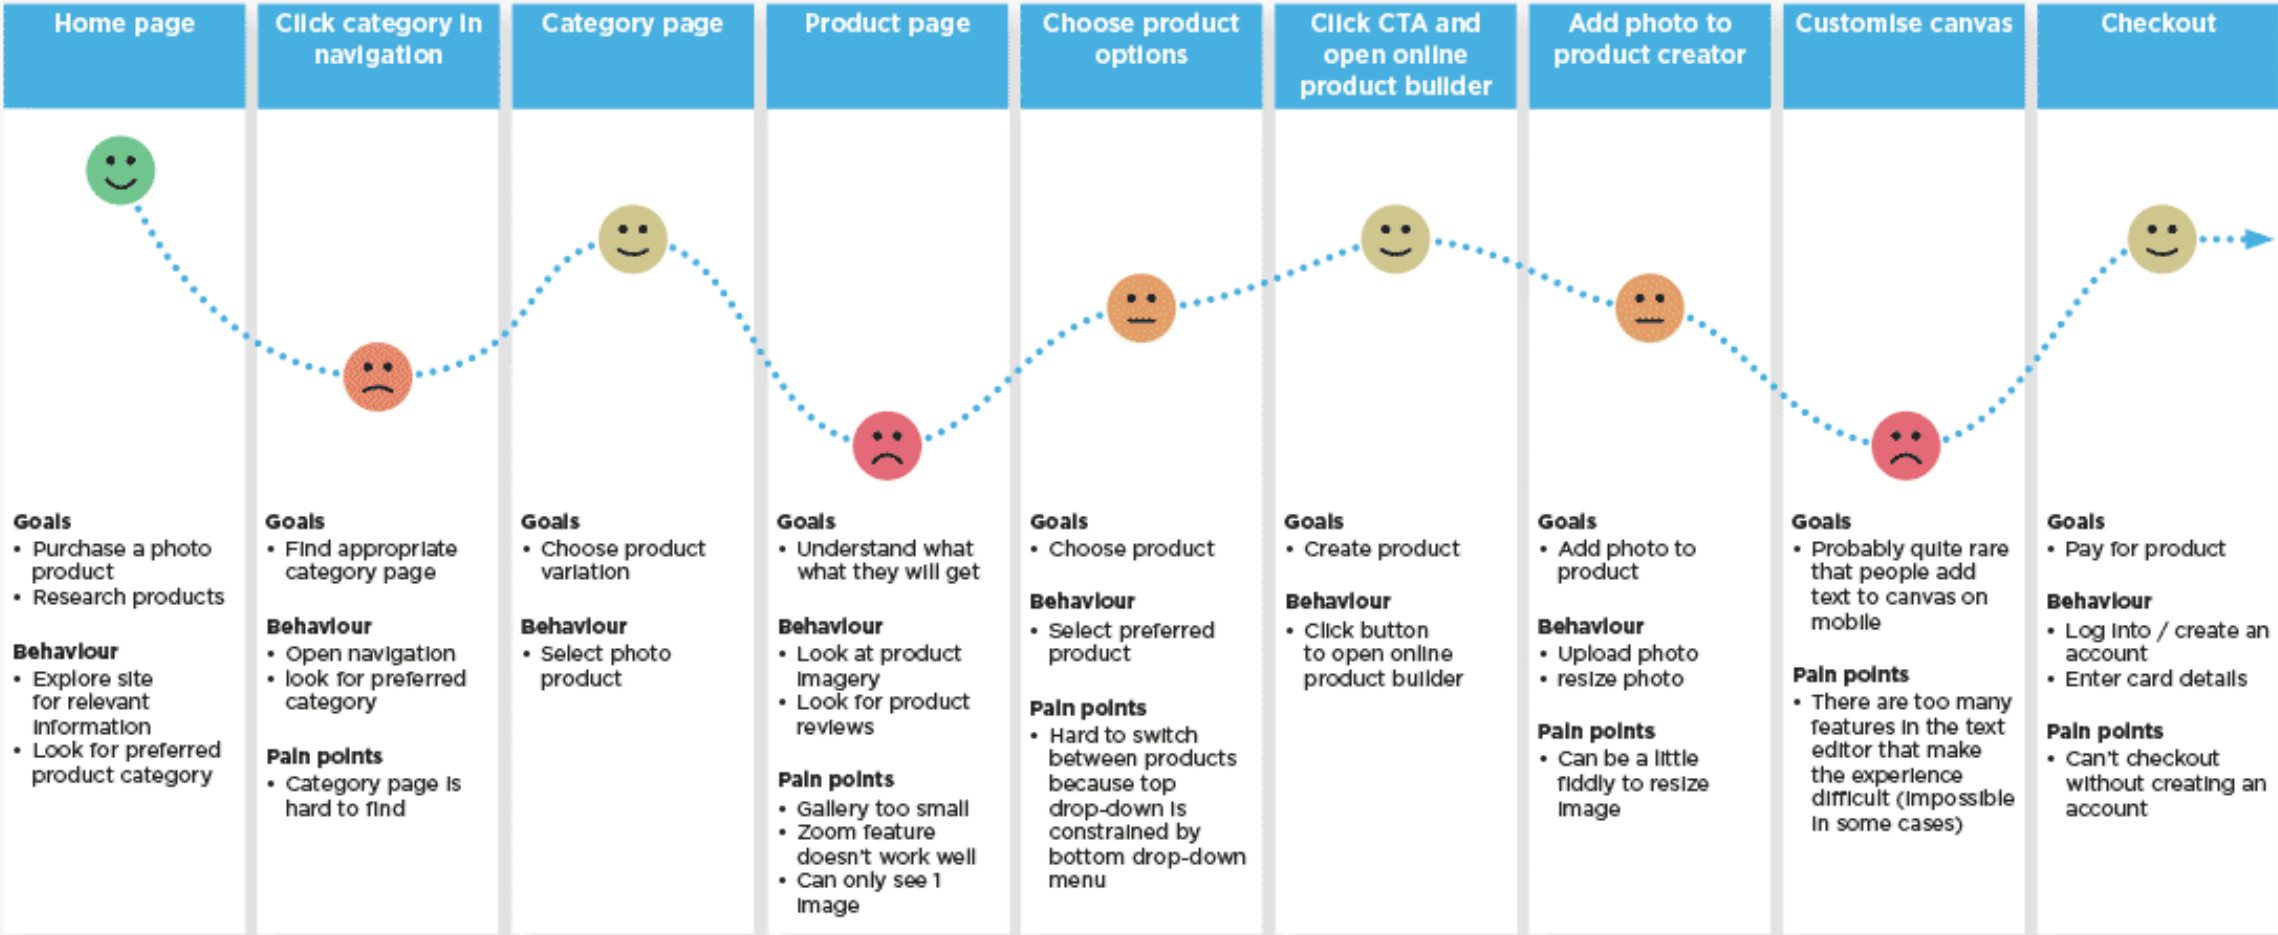 Home page
Click category in
navigation
Category page
Product page
Choose product
options
Click CTA and
open online
product builder
Add photo to
product creator
Customise canvas
Checkout
Goals
• Purchase a photo
product
• Research products
Behaviour
• Explore site
for relevant
information
• Look for preferred
product category
Goals
• Find appropriate
category page
Behaviour
• Open navigation
• look for preferred
category
Pain points
• Category page is
hard to find
Goals
• Choose product
variation
Behaviour
• Select photo
product
Goals
• Understand what
what they will get
Behaviour
• Look at product
imagery
• Look for product
reviews
Pain points
• Gallery too small
• Zoom feature
doesn't work well
• Can only see 1
image
Goals
• Choose product
Behaviour
• Select preferred
product
Pain points
• Hard to switch
between products
because top
drop-down is
constrained by
bottom drop-down
menu
Goals
• Create product
Behaviour
• Click button
to open online
product builder
Goals
• Add photo to
product
Behaviour
• Upload photo
• resize photo
Pain points
• Can be a little
fiddly to resize
image
Goals
• Probably quite rare
that people add
text to canvas on
mobile
Pain points
• There are too many
features in the text
editor that make
the experience
difficult (impossible
in some cases)
Goals
• Pay for product
Behaviour
• Log into / create an
account
• Enter card details
Pain points
• Can't checkout
without creating an
account